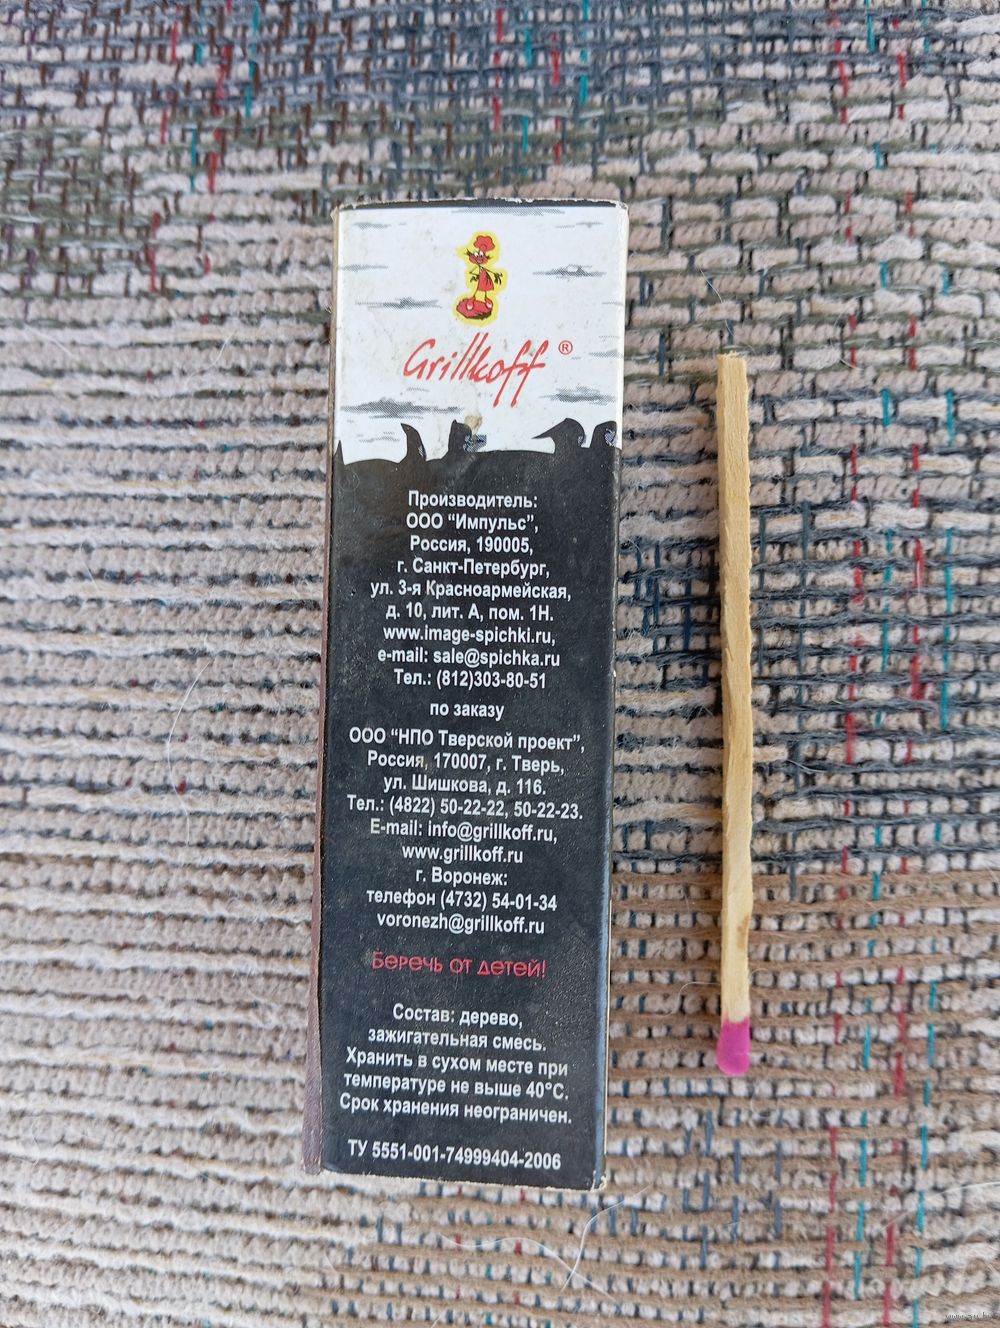 Grillkoff ®
Производитель:
ООО “Импульс”,
Россия, 190005,
г. Санкт-Петербург,
ул. 3-я Красноармейская,
д. 10, лит. А, пом. 1Н.
www.image-spichki.ru,
e-mail: sale@spichka.ru
Тел.: (812)303-80-51
по заказу
ООО “НПО Тверской проект”,
Россия, 170007, г. Тверь,
ул. Шишкова, д. 116.
Тел.: (4822) 50-22-22, 50-22-23.
E-mail: info@grillkoff.ru,
www.grillkoff.ru
г. Воронеж:
телефон (4732) 54-01-34
voronezh@grillkoff.ru
Беречь от детей!
Состав: дерево,
зажигательная смесь.
Хранить в сухом месте при
температуре не выше 40°С.
Срок хранения неограничен.
ТУ 5551-001-74999404-2006